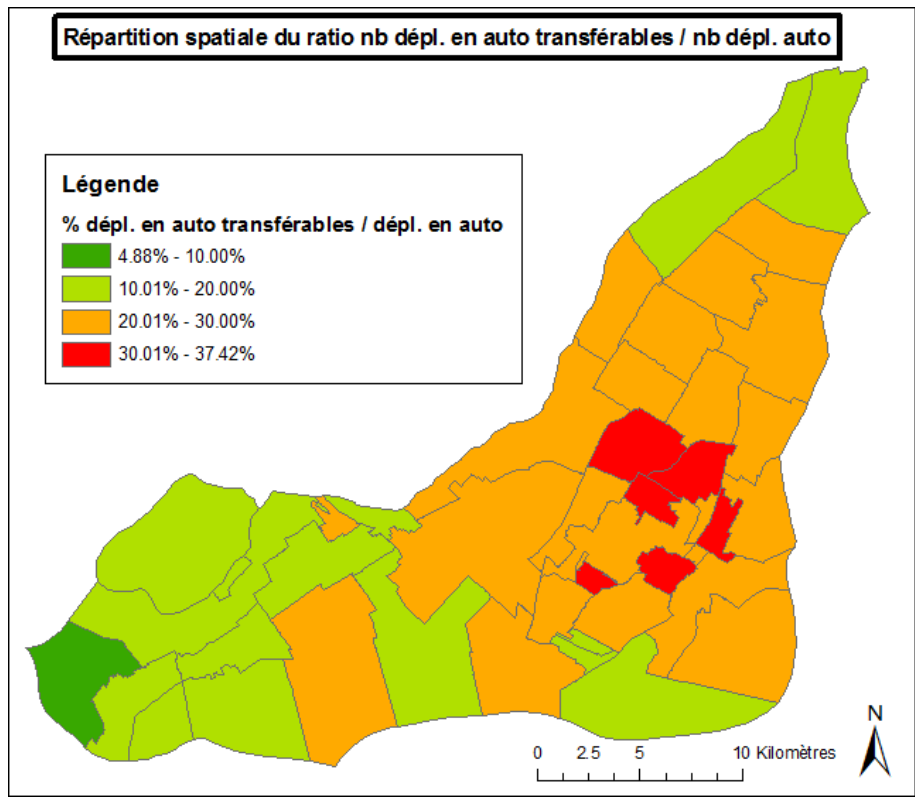 Répartition spatiale du ratio nb dépl. en auto transférables / nb dépl. auto
Légende
% dépl. en auto transférables / dépl. en auto
4.88% - 10.00%
10.01% - 20.00%
20.01% - 30.00%
30.01% - 37.42%
N
0 2.5 5 10 Kilomètres